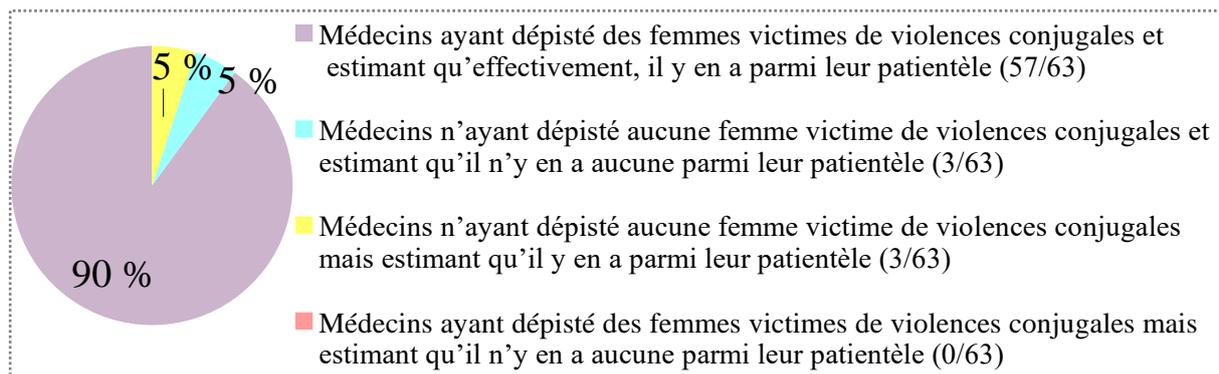 5 %
5 %
90 %
Médecins ayant dépisté des femmes victimes de violences conjugales et
estimant qu’effectivement, il y en a parmi leur patientèle (57/63)
Médecins n’ayant dépisté aucune femme victime de violences conjugales et
estimant qu’il n’y en a aucune parmi leur patientèle (3/63)
Médecins n’ayant dépisté aucune femme victime de violences conjugales
mais estimant qu’il y en a parmi leur patientèle (3/63)
Médecins ayant dépisté des femmes victimes de violences conjugales mais
estimant qu’il n’y en a aucune parmi leur patientèle (0/63)